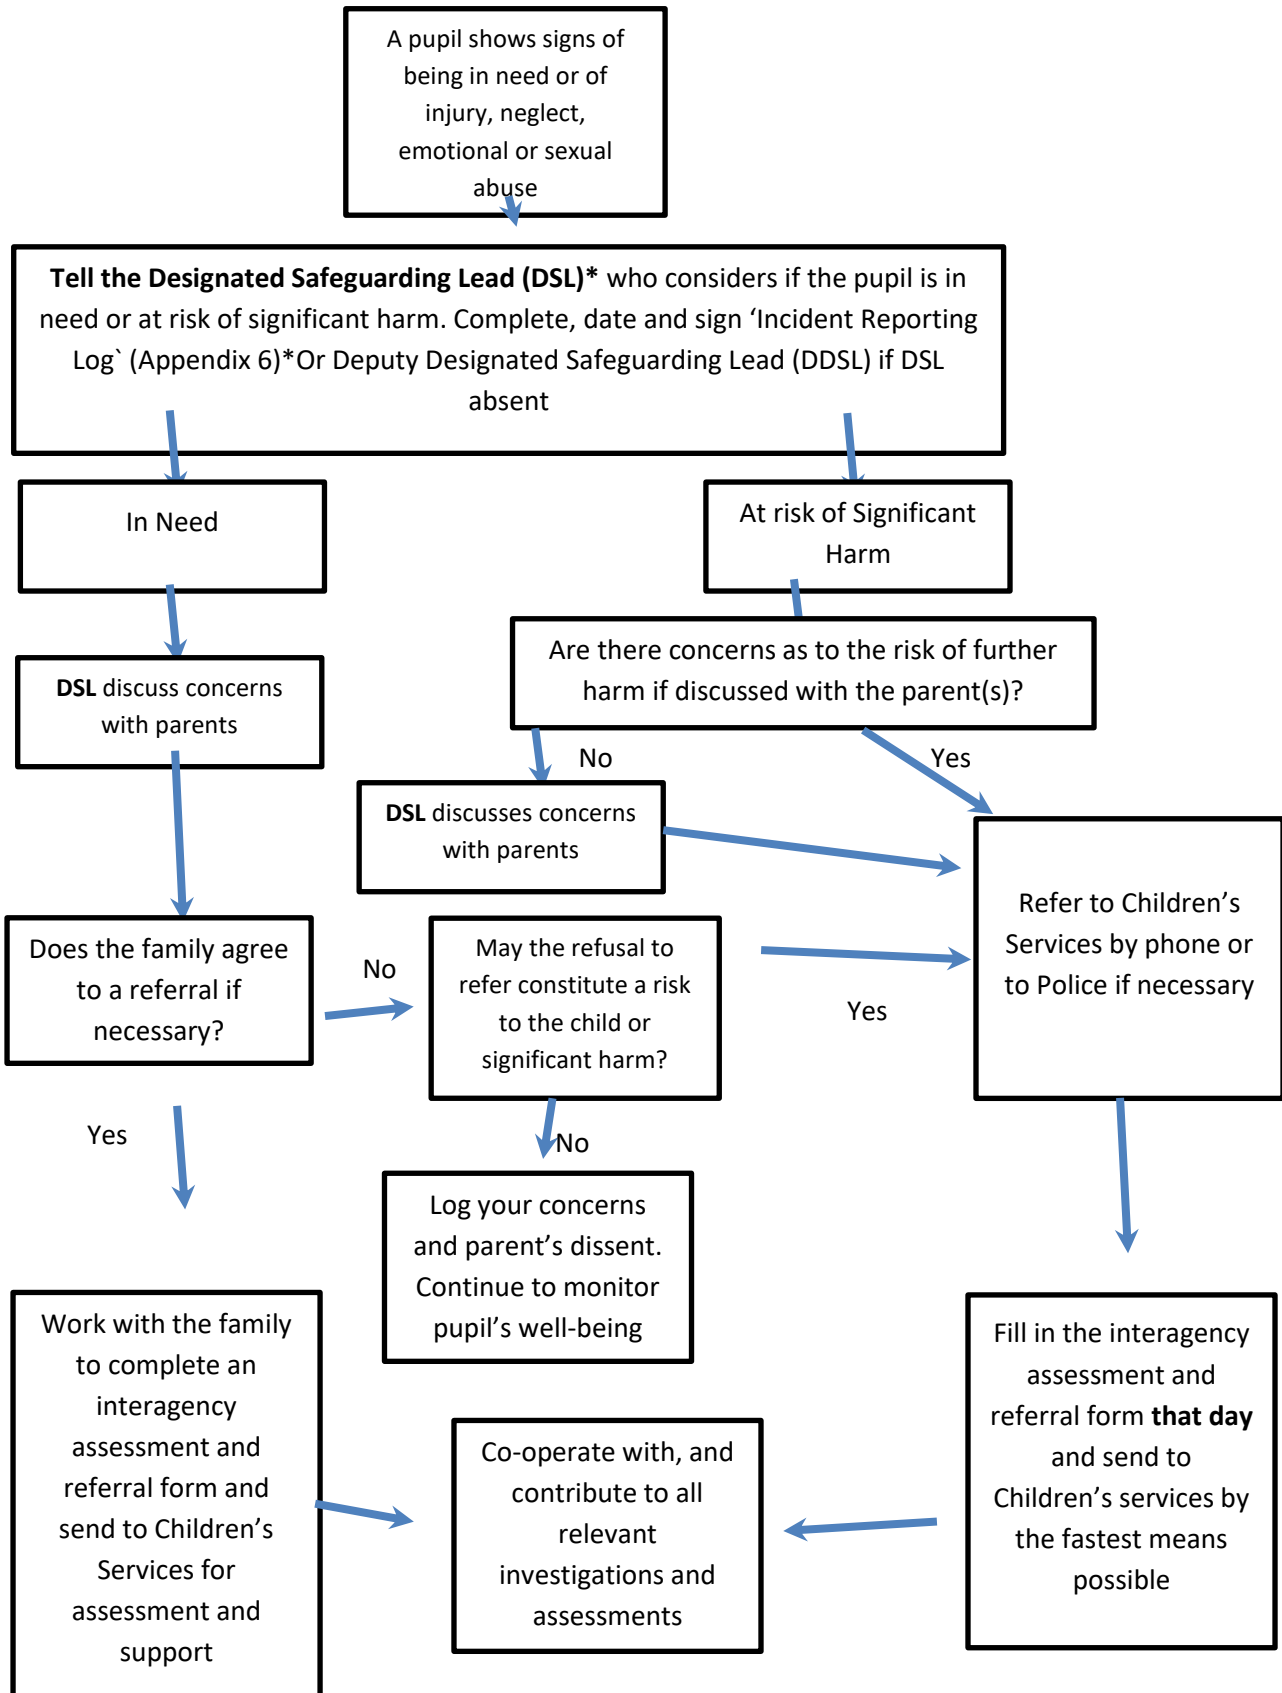 A pupil shows signs of
being in need or of
injury, neglect,
emotional or sexual
abuse
Tell the Designated Safeguarding Lead (DSL)* who considers if the pupil is in
need or at risk of significant harm. Complete, date and sign ‘Incident Reporting
Log` (Appendix 6)*Or Deputy Designated Safeguarding Lead (DDSL) if DSL
absent
In Need
At risk of Significant
Harm
Are there concerns as to the risk of further
harm if discussed with the parent(s)?
DSL discuss concerns
with parents
No
Yes
DSL discusses concerns
with parents
Refer to Children’s
Services by phone or
to Police if necessary
Does the family agree
to a referral if
necessary?
No
May the refusal to
refer constitute a risk
to the child or
significant harm?
Yes
Yes
No
Log your concerns
and parent’s dissent.
Continue to monitor
pupil’s well-being
Work with the family
to complete an
interagency
assessment and
referral form and
send to Children’s
Services for
assessment and
support
Co-operate with, and
contribute to all
relevant
investigations and
assessments
Fill in the interagency
assessment and
referral form that day
and send to
Children’s services by
the fastest means
possible